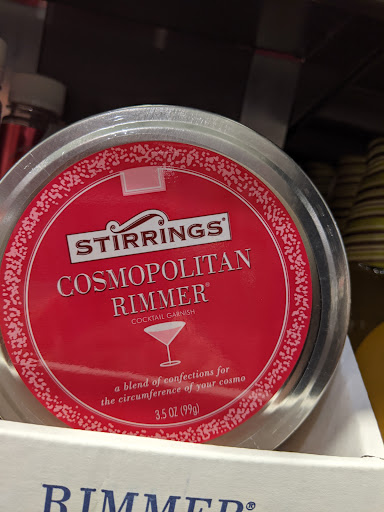 STIRRINGS®
COSMOPOLITAN
RIMMER®
COCKTAIL GARNISH
a blend of confections for
the circumference of your cosmo
3.5 OZ (99g)
RIMMER®